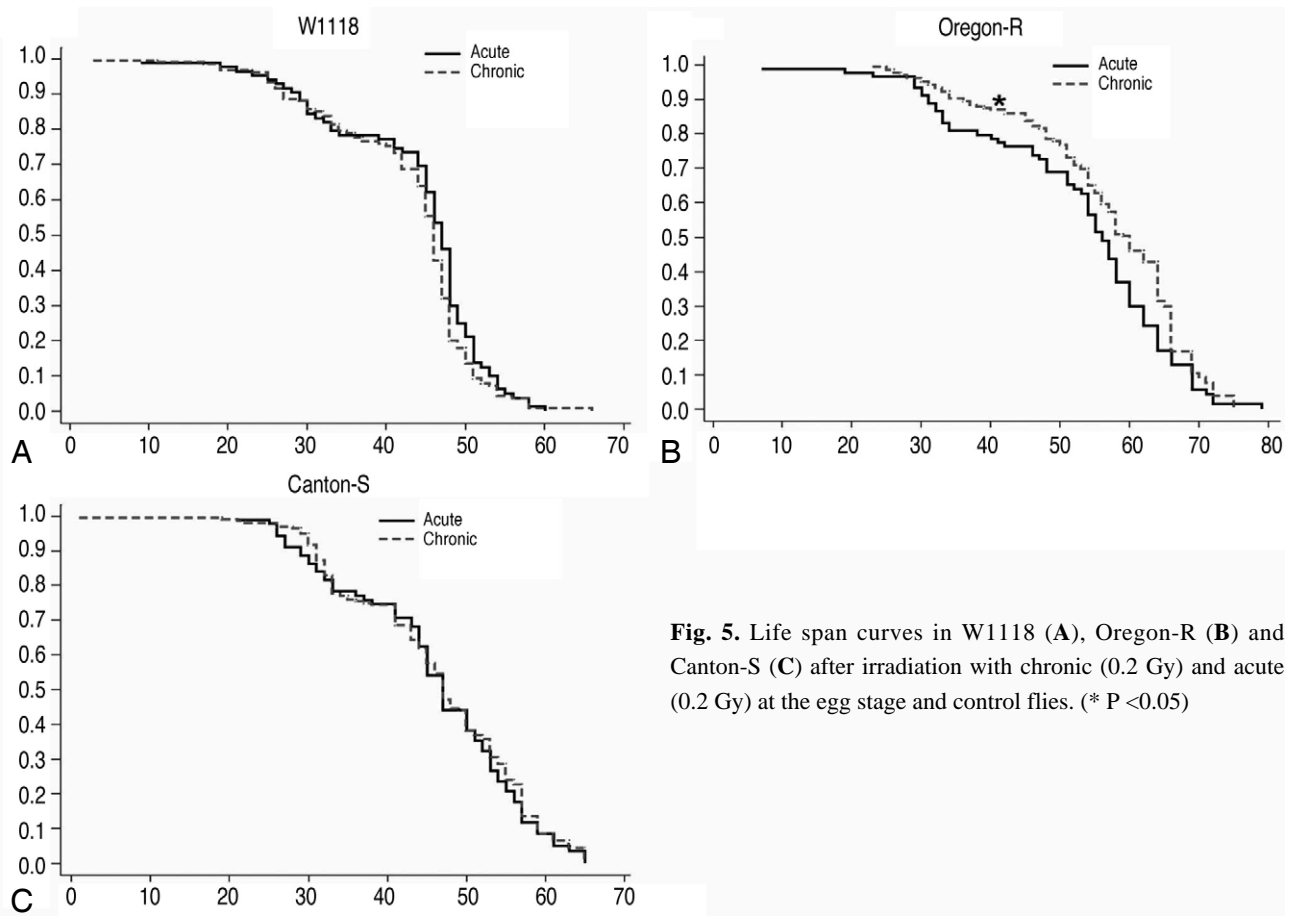 W1118
Acute
Chronic
1.0
0.9
0.8
0.7
0.6
0.5
0.4
0.3
0.2
0.1
0.0
0 10 20 30 40 50 60 70
A
Oregon-R
Acute
Chronic
*
1.0
0.9
0.8
0.7
0.6
0.5
0.4
0.3
0.2
0.1
0.0
0 10 20 30 40 50 60 70 80
B
Canton-S
Acute
Chronic
1.0
0.9
0.8
0.7
0.6
0.5
0.4
0.3
0.2
0.1
0.0
0 10 20 30 40 50 60 70
C
Fig. 5. Life span curves in W1118 (A), Oregon-R (B) and
Canton-S (C) after irradiation with chronic (0.2 Gy) and acute
(0.2 Gy) at the egg stage and control flies. (* P <0.05)